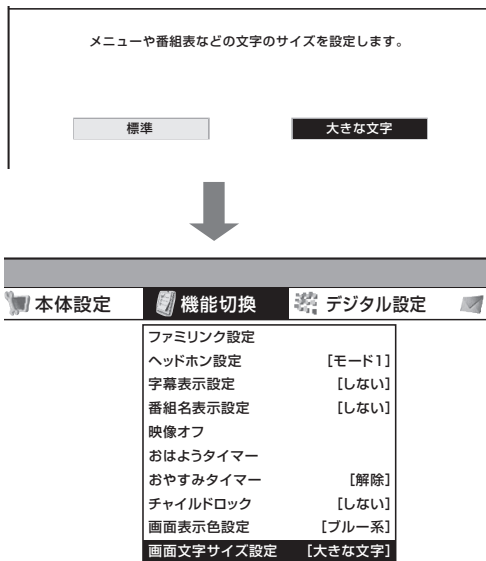 メニューや番組表などの文字のサイズを設定します。
標準 大きな文字
本体設定 機能切換 デジタル設定
ファミリンク設定
ヘッドホン設定 [モード1]
字幕表示設定 [しない]
番組名表示設定 [しない]
映像オフ
おはようタイマー
おやすみタイマー [解除]
チャイルドロック [しない]
画面表示色設定 [ブルー系]
画面文字サイズ設定 [大きな文字]